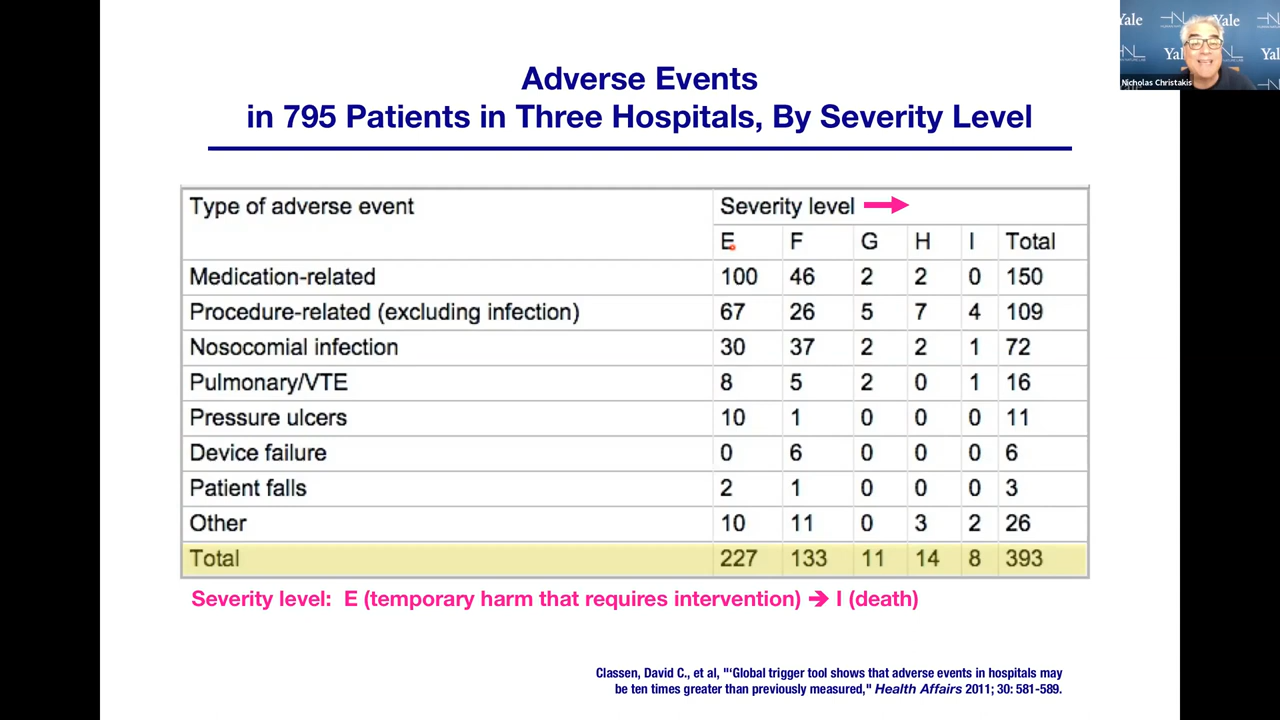 Yale
Yale
Yal
Yale
Nicholas Christakis
Adverse Events
in 795 Patients in Three Hospitals, By Severity Level
Type of adverse event Severity level →
E F G H I Total
Medication-related 100 46 2 2 0 150
Procedure-related (excluding infection) 67 26 5 7 4 109
Nosocomial infection 30 37 2 2 1 72
Pulmonary/VTE 8 5 2 0 1 16
Pressure ulcers 10 1 0 0 0 11
Device failure 0 6 0 0 0 6
Patient falls 2 1 0 0 0 3
Other 10 11 0 3 2 26
Total 227 133 11 14 8 393
Severity level: E (temporary harm that requires intervention) ➔ I (death)
Classen, David C., et al, "‘Global trigger tool shows that adverse events in hospitals may
be ten times greater than previously measured," Health Affairs 2011; 30: 581-589.